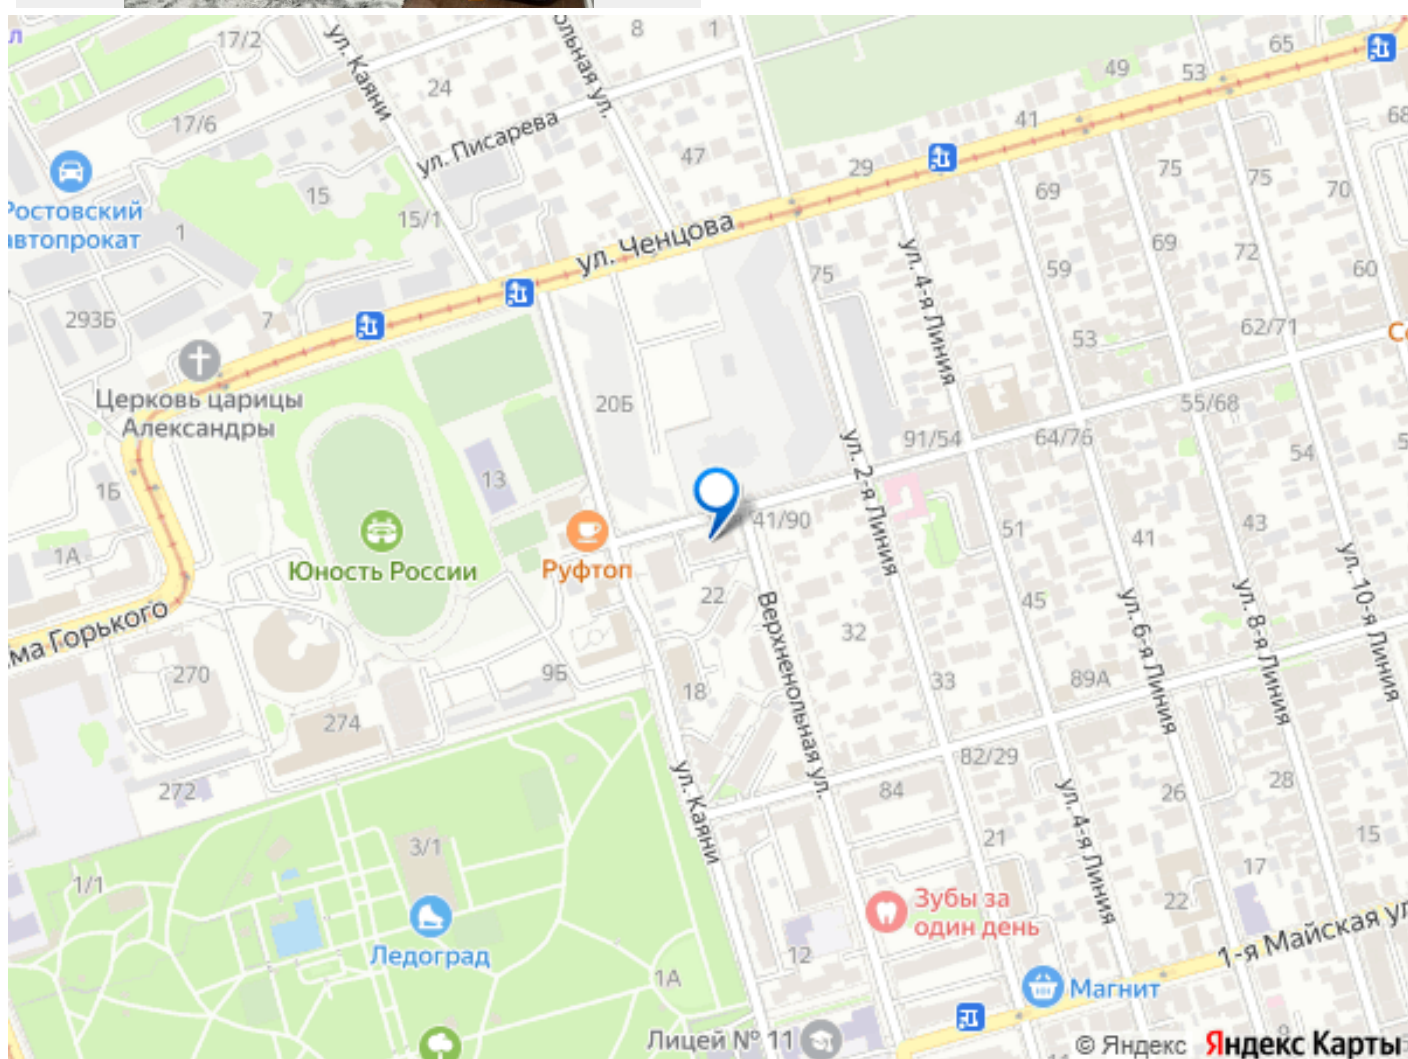 л
17/2
8
1
65
ул. Каяни
ольная ул.
49
53
24
41
68
17/6
ул. Писарева
47
29
75
75
70
15
69
Ростовский
автопрокат
1
15/1
ул. Ченцова
ул. 4-я Линия
69
72
75
59
60
293Б
7
53
62/71
Се
Церковь царицы
Александры
20Б
55/68
91/54
64/76
54
5
ул. 2-я Линия
13
1Б
41/90
51
43
41
1А
Юность России
Руфтоп
ул. 10-я Линия
22
Верхненольная ул.
45
ул. 6-я Линия
ул. 8-я Линия
ма Горького
32
270
9Б
33
89А
18
274
82/29
272
84
ул. Каяни
28
26
ул. 4-я Линия
3/1
21
15
1/1
17
Зубы за
один день
22
Ледоград
12
1-я Майская ул
1А
Магнит
Лицей № 11
9
© Яндекс Яндекс Карты